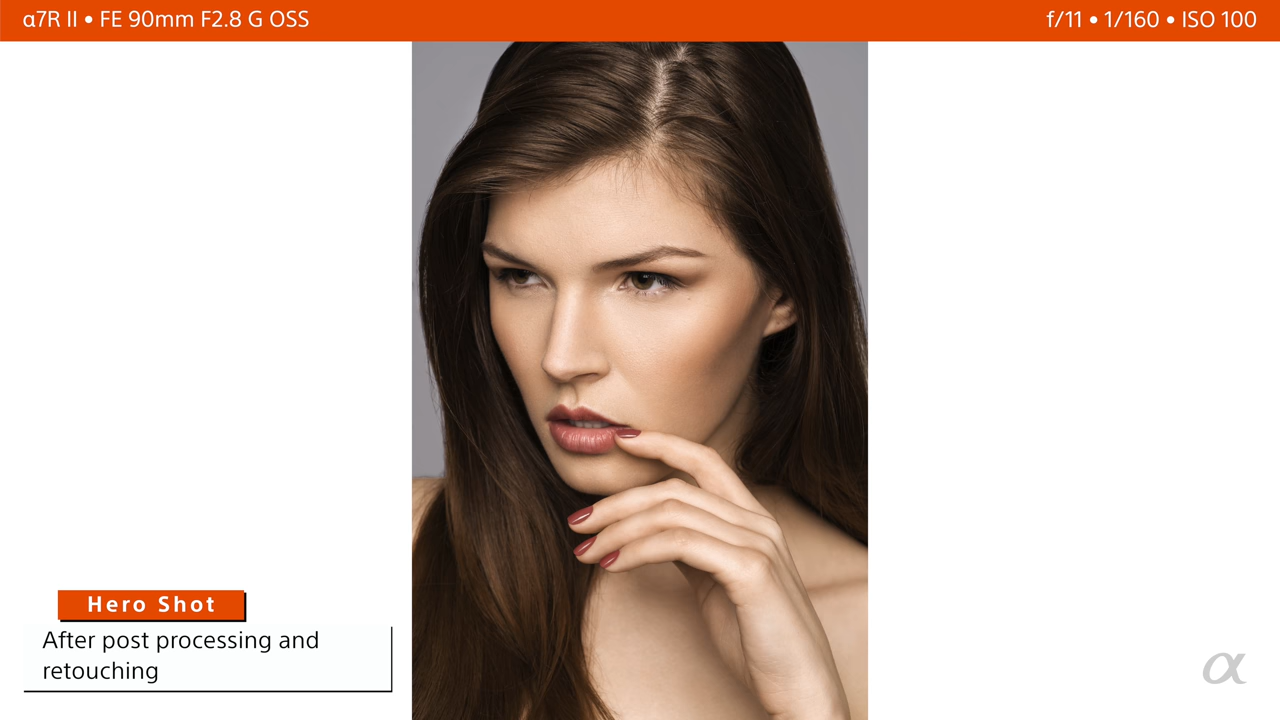 α7R II • FE 90mm F2.8 G OSS
f/11 • 1/160 • ISO 100
Hero Shot
After post processing and
retouching
α